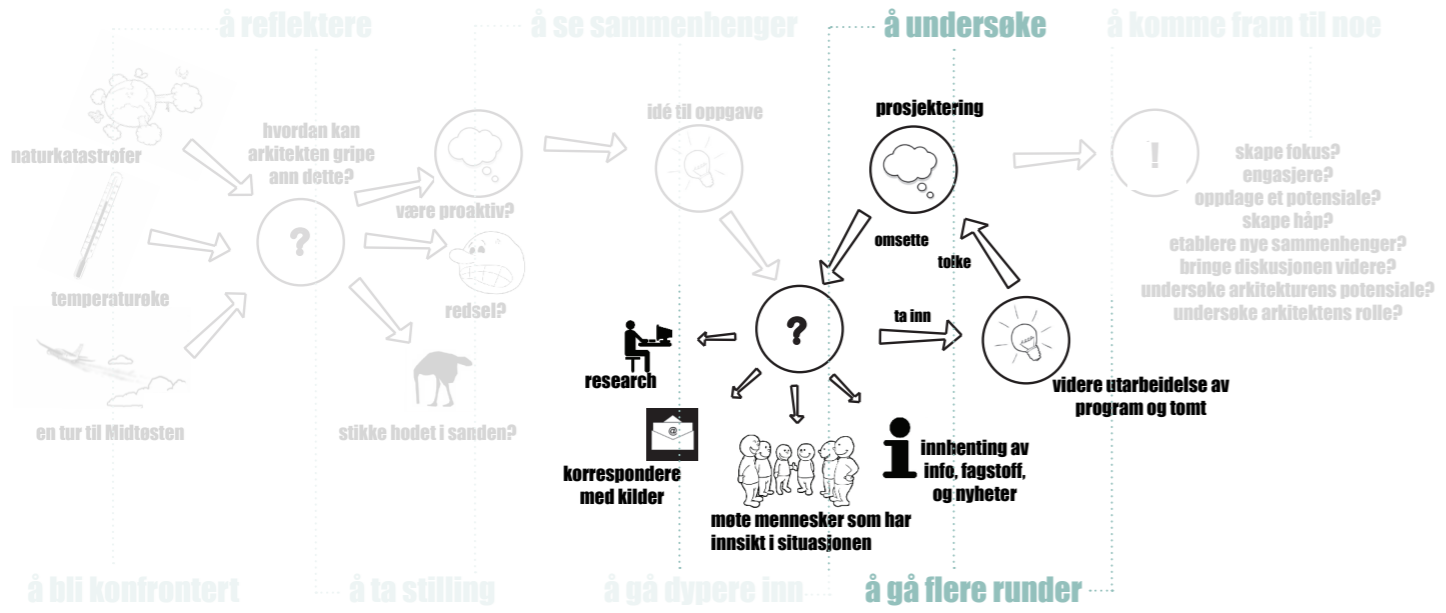 å reflektere
å se sammenhenger
å undersøke
å komme fram til noe
naturkatastrofer
temperaturøke
en tur til Midtøsten
hvordan kan
arkitekten gripe
ann dette?
?
være proaktiv?
redsel?
stikke hodet i sanden?
idé til oppgave
prosjektering
omsette
tolke
ta inn
?
research
@
korrespondere
med kilder
møte mennesker som har
innsikt i situasjonen
i
innhenting av
info, fagstoff,
og nyheter
videre utarbeidelse av
program og tomt
!
skape fokus?
engasjere?
oppdage et potensiale?
skape håp?
etablere nye sammenhenger?
bringe diskusjonen videre?
undersøke arkitekturens potensiale?
undersøke arkitektens rolle?
å bli konfrontert
å ta stilling
å gå dypere inn
å gå flere runder